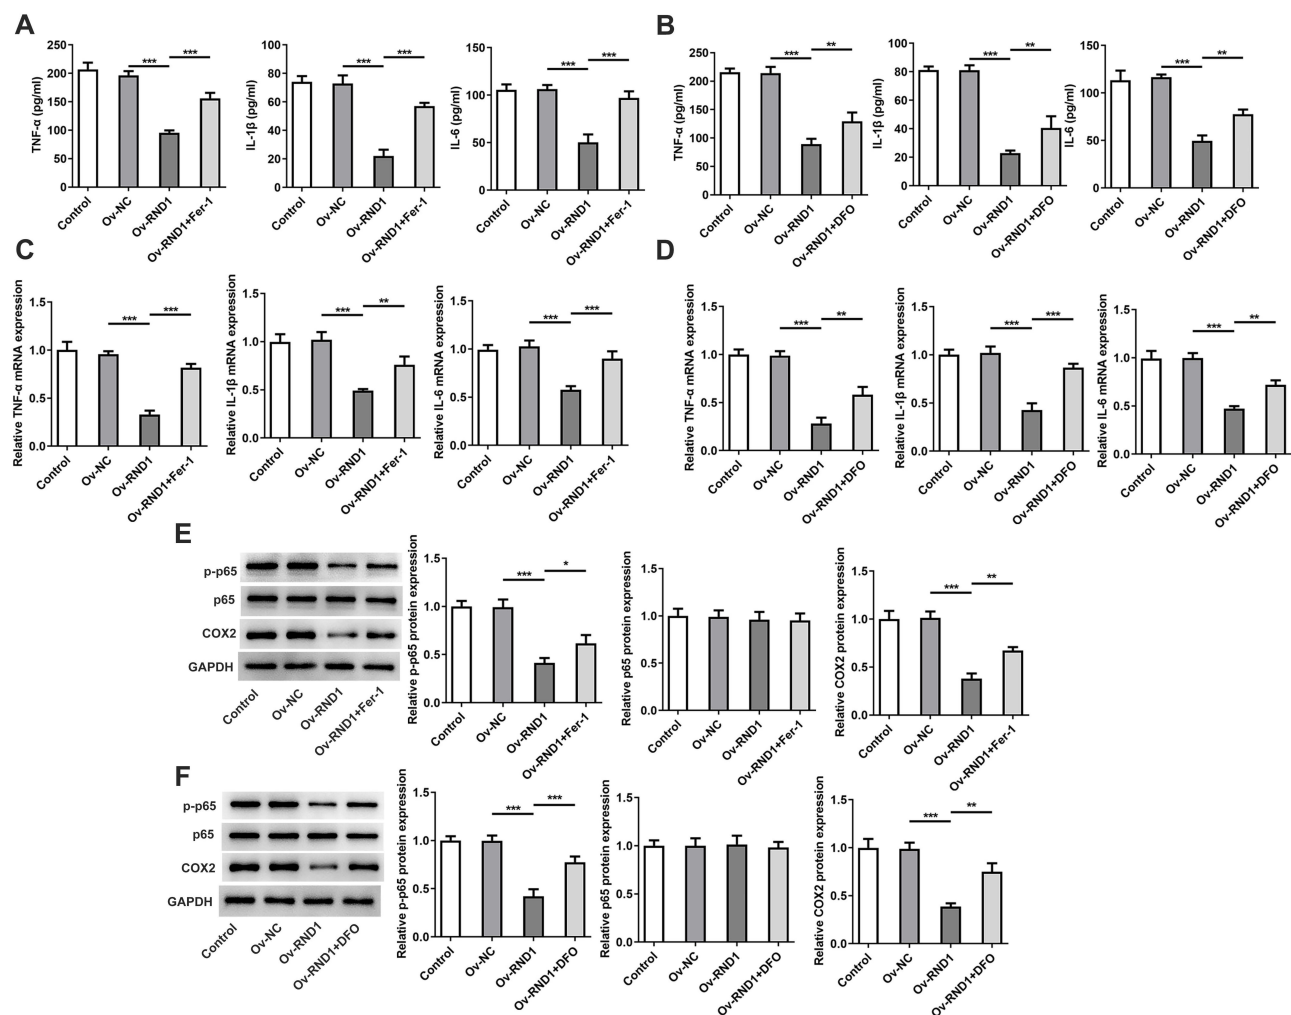 A
TNF-α (pg/ml)
250
200
150
100
50
0
***
***
Control
Ov-NC
Ov-RND1
Ov-RND1+Fer-1
IL-1β (pg/ml)
100
80
60
40
20
0
***
***
Control
Ov-NC
Ov-RND1
Ov-RND1+Fer-1
IL-6 (pg/ml)
150
100
50
0
***
***
Control
Ov-NC
Ov-RND1
Ov-RND1+Fer-1
B
TNF-α (pg/ml)
250
200
150
100
50
0
***
**
Control
Ov-NC
Ov-RND1
Ov-RND1+DFO
IL-1β (pg/ml)
100
80
60
40
20
0
***
**
Control
Ov-NC
Ov-RND1
Ov-RND1+DFO
IL-6 (pg/ml)
150
100
50
0
***
**
Control
Ov-NC
Ov-RND1
Ov-RND1+DFO
C
Relative TNF-α mRNA expression
1.5
1.0
0.5
0.0
***
***
Control
Ov-NC
Ov-RND1
Ov-RND1+Fer-1
Relative IL-1β mRNA expression
1.5
1.0
0.5
0.0
***
**
Control
Ov-NC
Ov-RND1
Ov-RND1+Fer-1
Relative IL-6 mRNA expression
1.5
1.0
0.5
0.0
***
***
Control
Ov-NC
Ov-RND1
Ov-RND1+Fer-1
D
Relative TNF-α mRNA expression
1.5
1.0
0.5
0.0
***
**
Control
Ov-NC
Ov-RND1
Ov-RND1+DFO
Relative IL-1β mRNA expression
1.5
1.0
0.5
0.0
***
***
Control
Ov-NC
Ov-RND1
Ov-RND1+DFO
Relative IL-6 mRNA expression
1.5
1.0
0.5
0.0
***
**
Control
Ov-NC
Ov-RND1
Ov-RND1+DFO
E
p-p65
p65
COX2
GAPDH
Control
Ov-NC
Ov-RND1
Ov-RND1+Fer-1
Relative p-p65 protein expression
1.5
1.0
0.5
0.0
***
*
Control
Ov-NC
Ov-RND1
Ov-RND1+Fer-1
Relative p65 protein expression
1.5
1.0
0.5
0.0
Control
Ov-NC
Ov-RND1
Ov-RND1+Fer-1
Relative COX2 protein expression
1.5
1.0
0.5
0.0
***
**
Control
Ov-NC
Ov-RND1
Ov-RND1+Fer-1
F
p-p65
p65
COX2
GAPDH
Control
Ov-NC
Ov-RND1
Ov-RND1+DFO
Relative p-p65 protein expression
1.5
1.0
0.5
0.0
***
***
Control
Ov-NC
Ov-RND1
Ov-RND1+DFO
Relative p65 protein expression
1.5
1.0
0.5
0.0
Control
Ov-NC
Ov-RND1
Ov-RND1+DFO
Relative COX2 protein expression
1.5
1.0
0.5
0.0
***
**
Control
Ov-NC
Ov-RND1
Ov-RND1+DFO